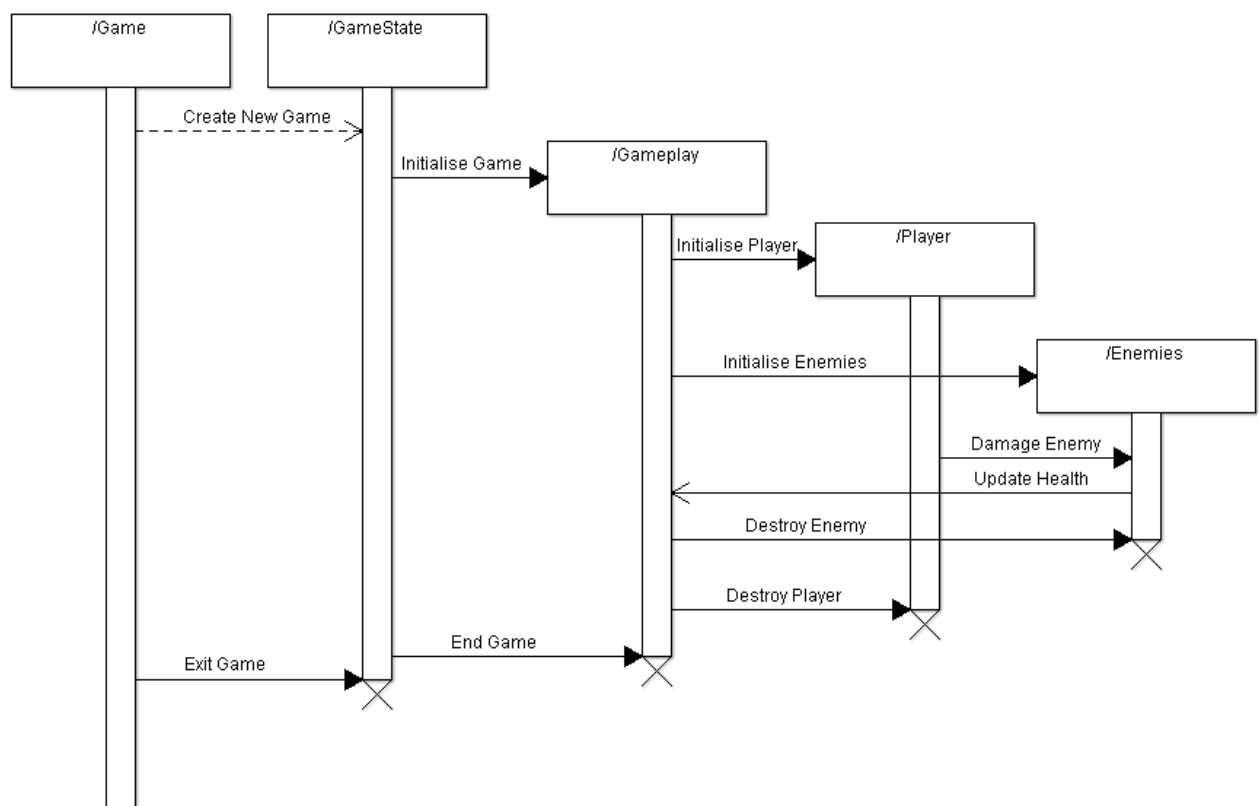 /Game
/GameState
Create New Game
/Gameplay
Initialise Game
/Player
Initialise Player
/Enemies
Initialise Enemies
Damage Enemy
Update Health
Destroy Enemy
Destroy Player
End Game
Exit Game